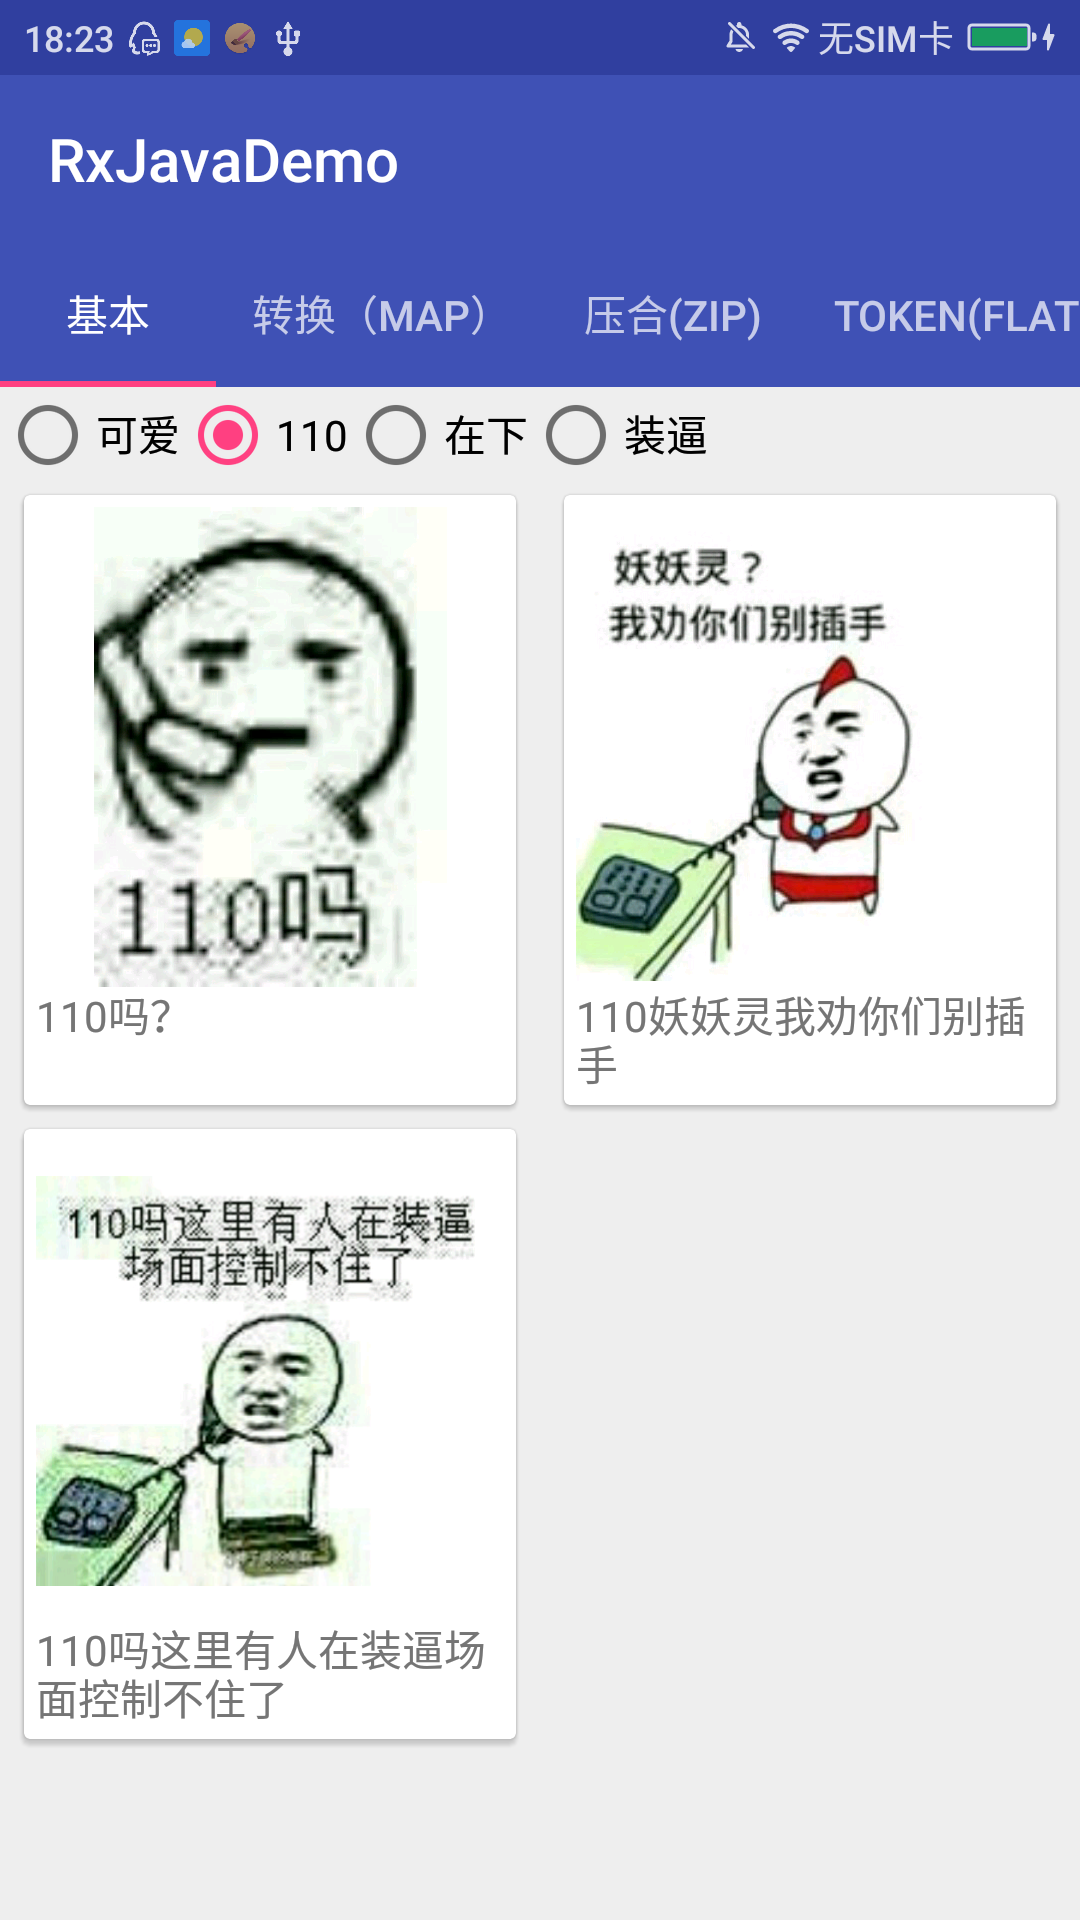 18:23 无SIM卡
RxJavaDemo
基本 转换（MAP） 压合(ZIP) TOKEN(FLAT
可爱 110 在下 装逼
110吗
110吗?
妖妖灵？
我劝你们别插手
110妖妖灵我劝你们别插
手
110吗这里有人在装逼
场面控制不住了
110吗这里有人在装逼场
面控制不住了